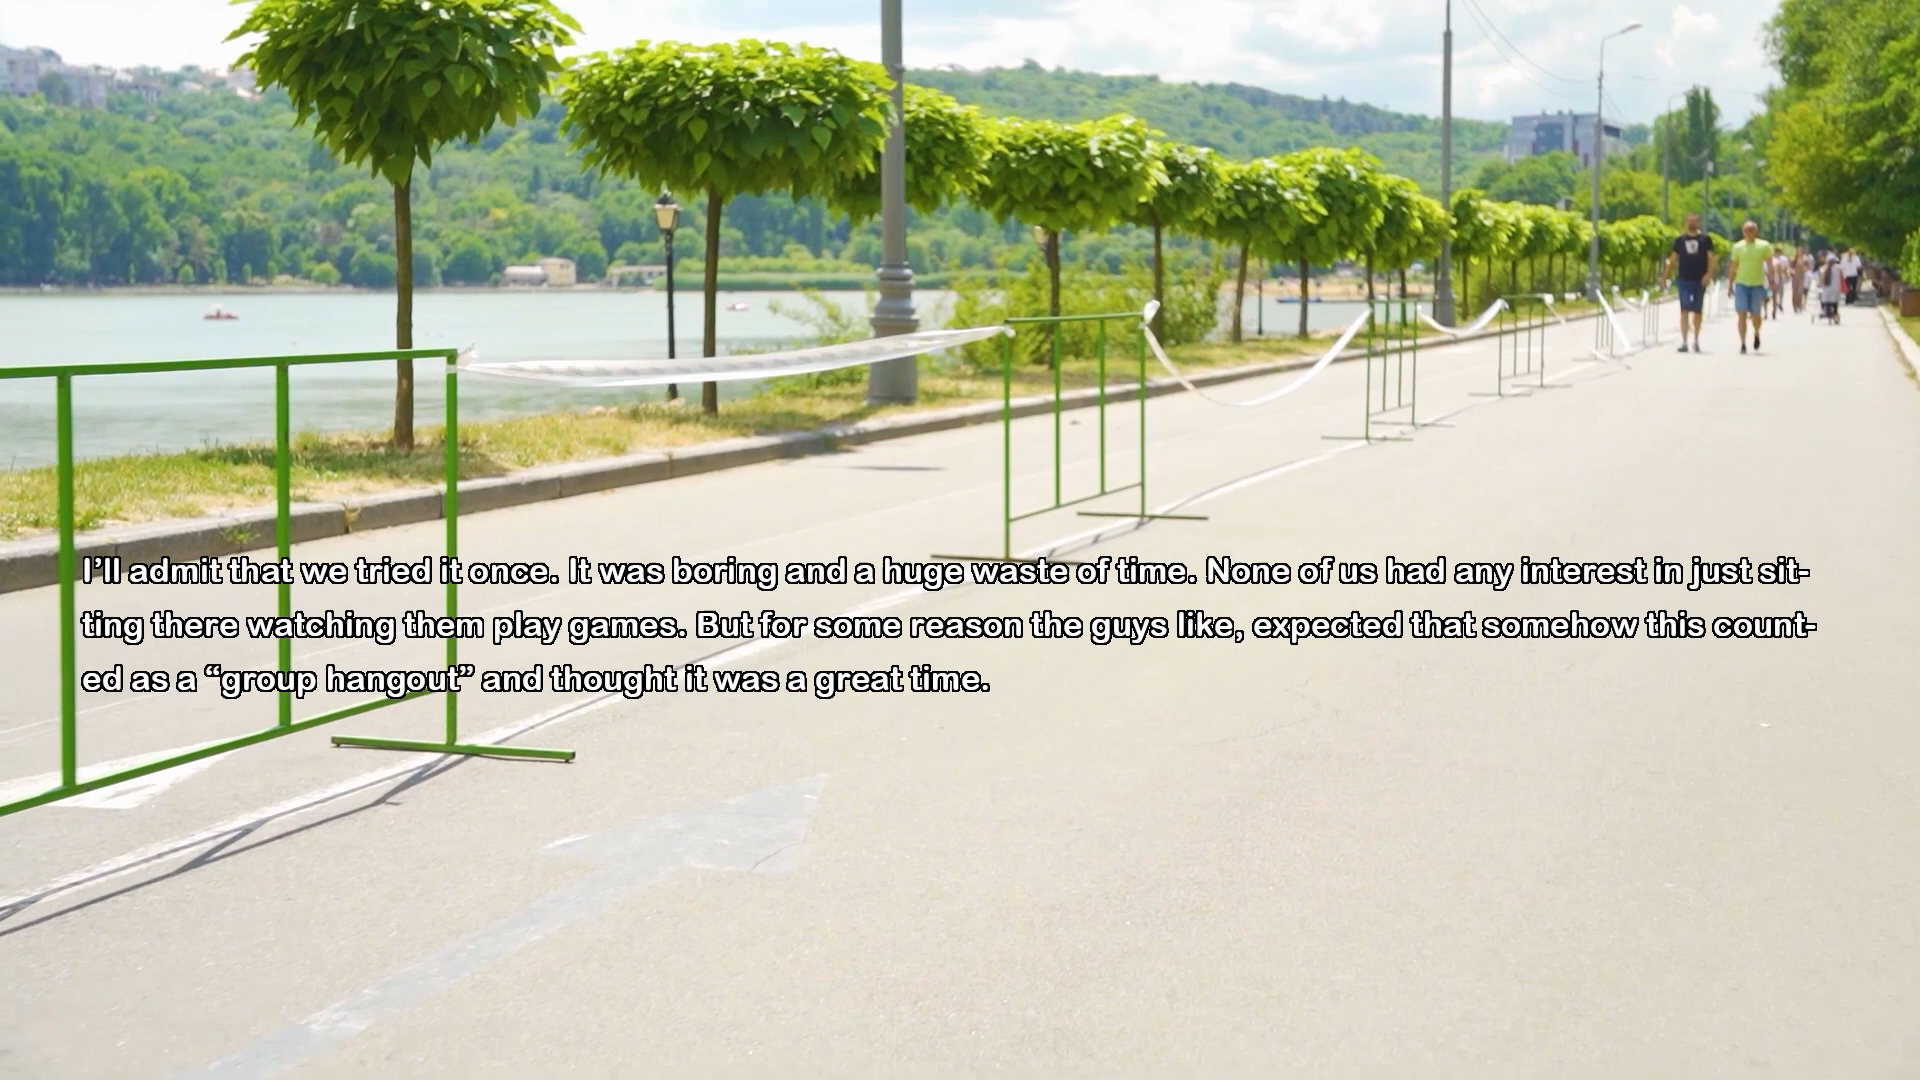 I’ll admit that we tried it once. It was boring and a huge waste of time. None of us had any interest in just sit-
ting there watching them play games. But for some reason the guys like, expected that somehow this count-
ed as a “group hangout” and thought it was a great time.